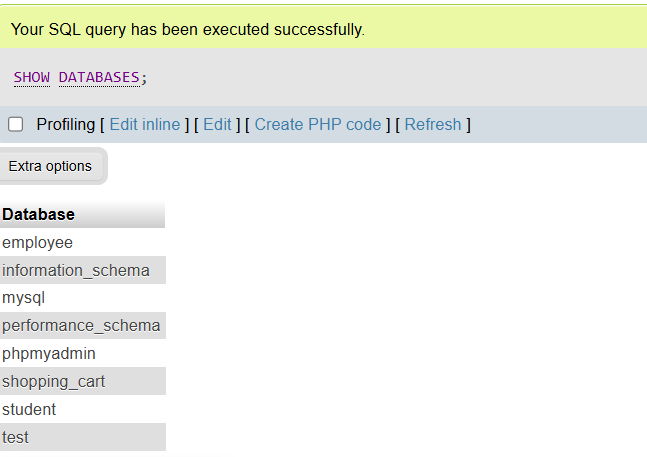 Your SQL query has been executed successfully.
SHOW DATABASES;
Profiling [ Edit inline ] [ Edit ] [ Create PHP code ] [ Refresh ]
Extra options
Database
employee
information_schema
mysql
performance_schema
phpmyadmin
shopping_cart
student
test